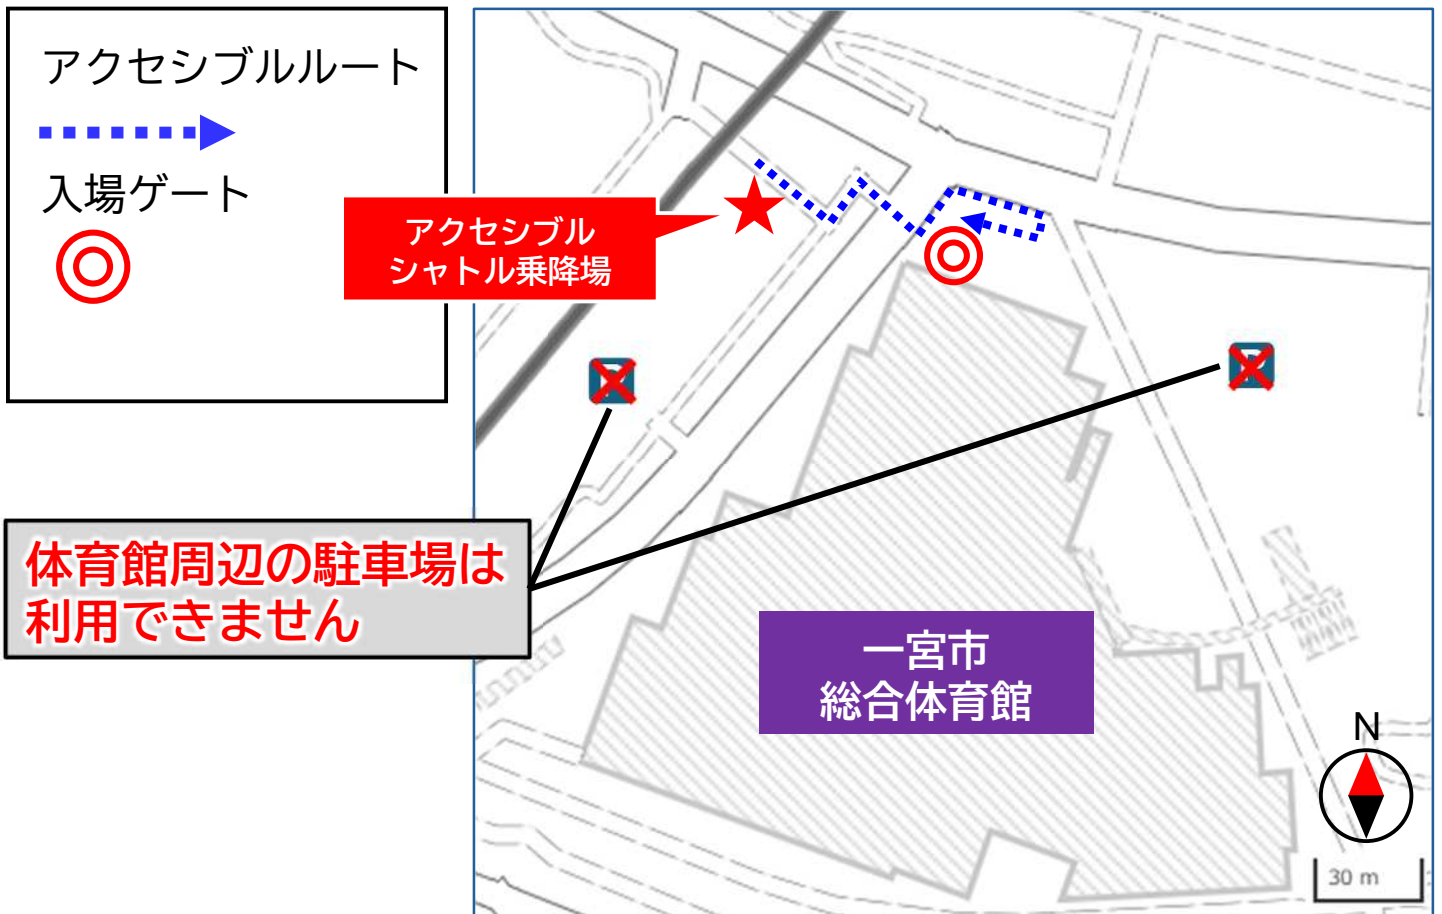 アクセシブルルート
入場ゲート
アクセシブル
シャトル乗降場
P
P
体育館周辺の駐車場は
利用できません
一宮市
総合体育館
N
30 m